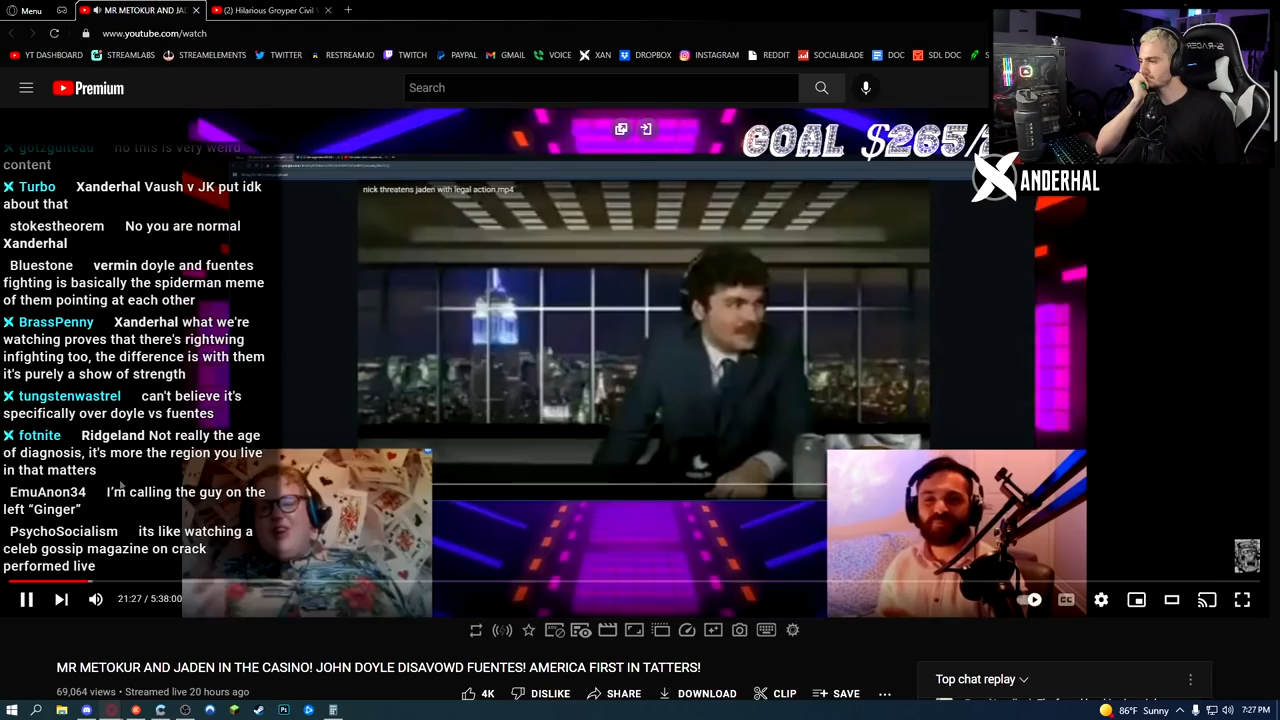 Menu
MR METOKUR AND JAD
(2) Hilarious Groyper Civil
www.youtube.com/watch
YT DASHBOARD STREAMLABS STREAMELEMENTS TWITTER RESTREAM.IO TWITCH PAYPAL GMAIL VOICE XAN DROPBOX INSTAGRAM REDDIT SOCIALBLADE DOC SDL DOC
Premium
Search
GOAL $265/
XANDERHAL
nick threatens jaden with legal action.mp4
gotzguiteau no this is very weird
content
Turbo Xanderhal Vaush v JK put idk
about that
stokestheorem No you are normal
Xanderhal
Bluestone vermin doyle and fuentes
fighting is basically the spiderman meme
of them pointing at each other
BrassPenny Xanderhal what we're
watching proves that there's rightwing
infighting too, the difference is with them
it's purely a show of strength
tungstenwastrel can't believe it's
specifically over doyle vs fuentes
fotnite Ridgeland Not really the age
of diagnosis, it's more the region you live
in that matters
EmuAnon34 I'm calling the guy on the
left “Ginger”
PsychoSocialism its like watching a
celeb gossip magazine on crack
performed live
21:27 / 5:38:00
MR METOKUR AND JADEN IN THE CASINO! JOHN DOYLE DISAVOWD FUENTES! AMERICA FIRST IN TATTERS!
69,064 views • Streamed live 20 hours ago
4K DISLIKE SHARE DOWNLOAD CLIP SAVE
Top chat replay
86°F Sunny
7:27 PM